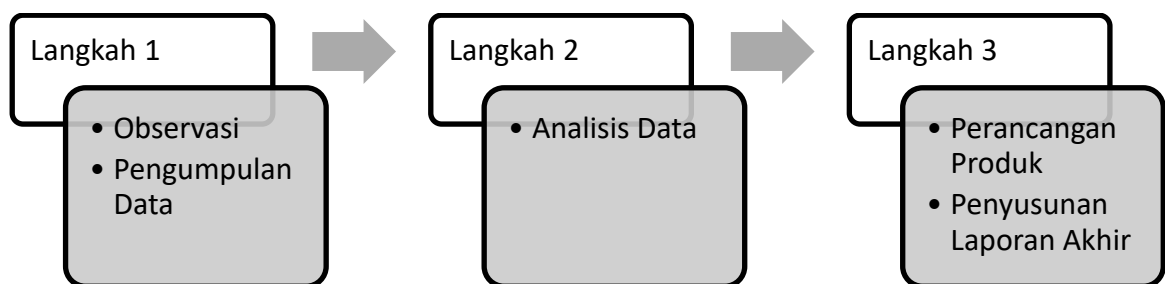 Langkah 1
• Observasi
• Pengumpulan
Data
Langkah 2
• Analisis Data
Langkah 3
• Perancangan
Produk
• Penyusunan
Laporan Akhir